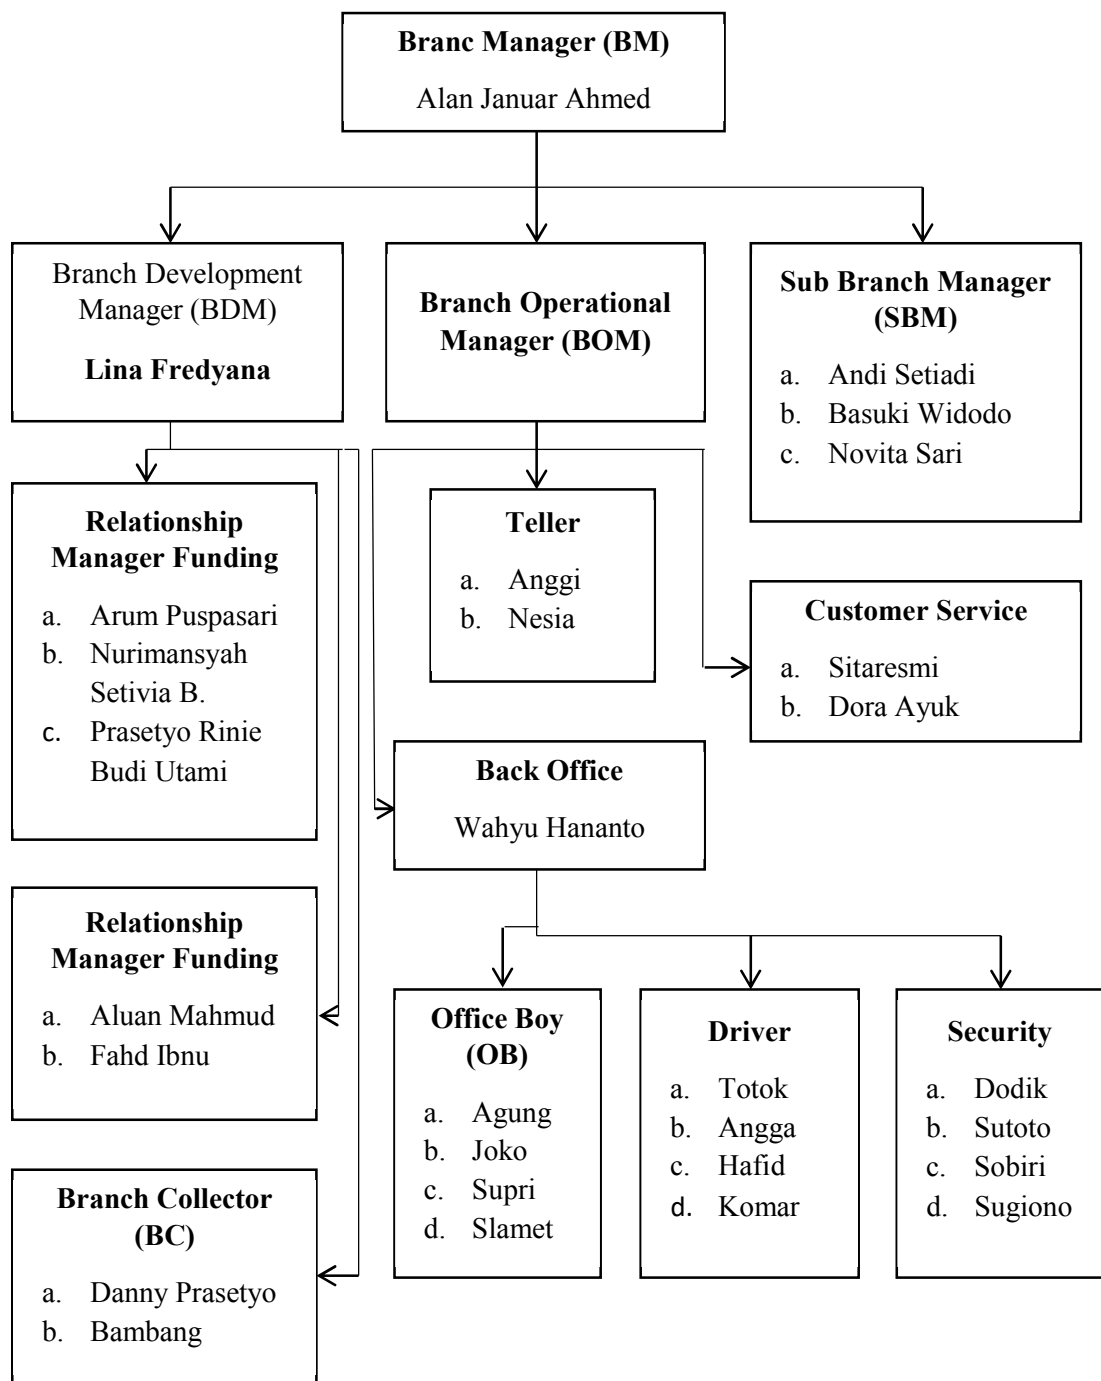 Branc Manager (BM)
Alan Januar Ahmed
Branch Development
Manager (BDM)
Lina Fredyana
Branch Operational
Manager (BOM)
Sub Branch Manager
(SBM)
a. Andi Setiadi
b. Basuki Widodo
c. Novita Sari
Relationship
Manager Funding
a. Arum Puspasari
b. Nurimansyah
Setivia B.
c. Prasetyo Rinie
Budi Utami
Teller
a. Anggi
b. Nesia
Customer Service
a. Sitaresmi
b. Dora Ayuk
Back Office
Wahyu Hananto
Relationship
Manager Funding
a. Aluan Mahmud
b. Fahd Ibnu
Office Boy
(OB)
a. Agung
b. Joko
c. Supri
d. Slamet
Driver
a. Totok
b. Angga
c. Hafid
d. Komar
Security
a. Dodik
b. Sutoto
c. Sobiri
d. Sugiono
Branch Collector
(BC)
a. Danny Prasetyo
b. Bambang